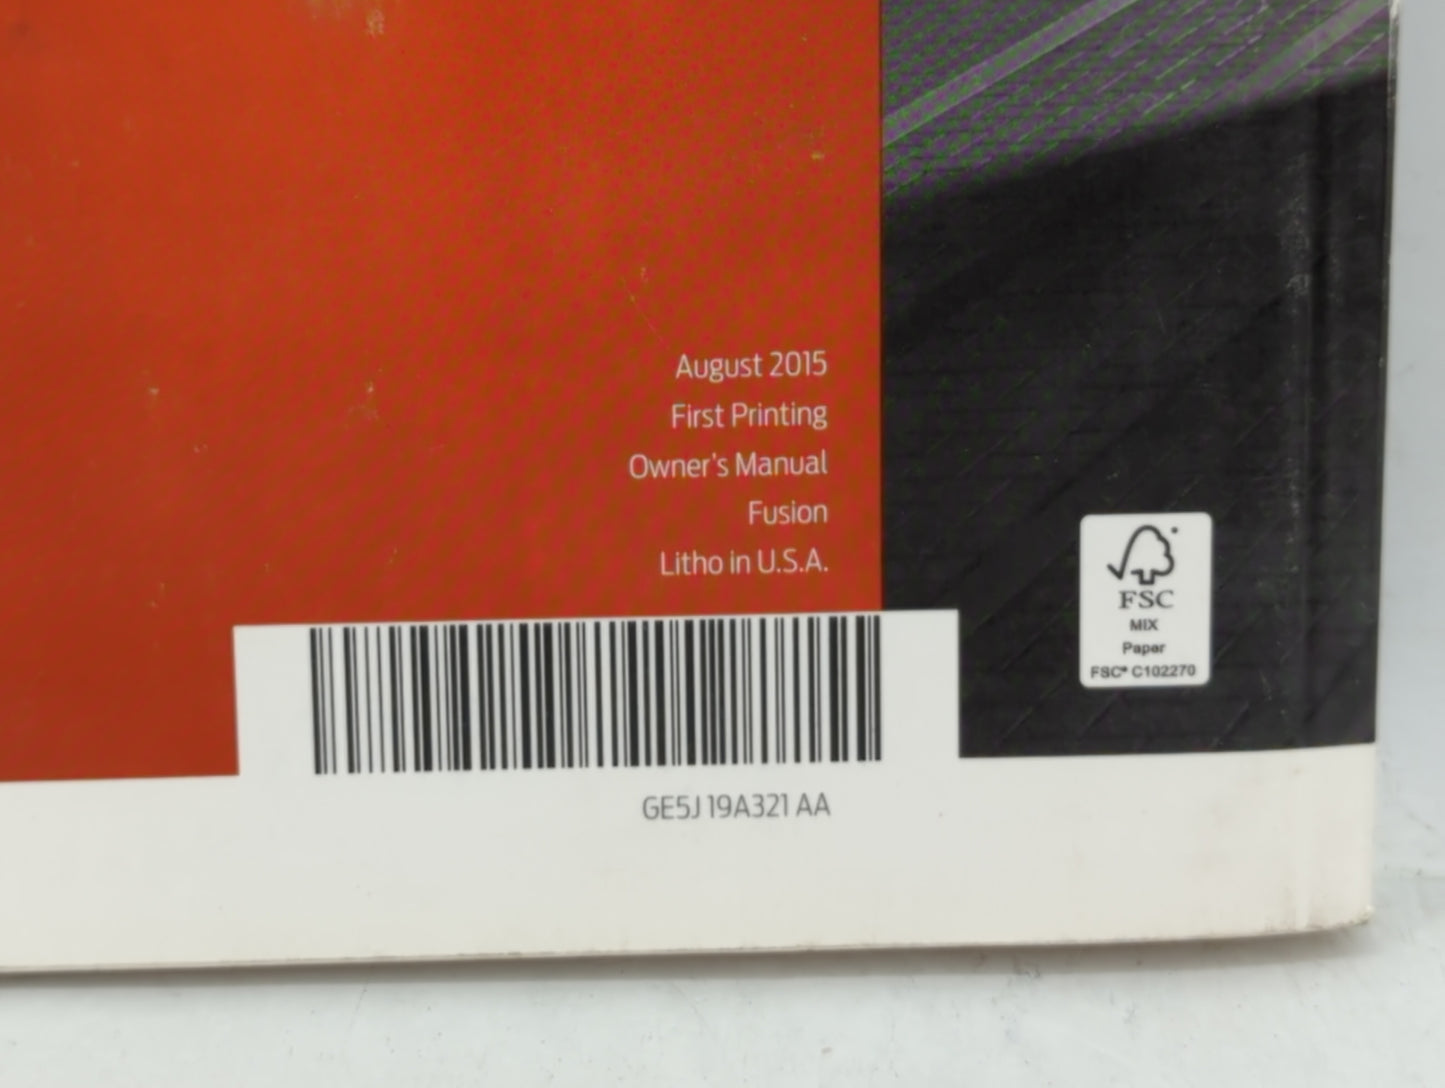 August 2015
First Printing
Owner's Manual
Fusion
Litho in U.S.A.
FSC
MIX
Paper
FSC® C102270
GE5J 19A321 AA